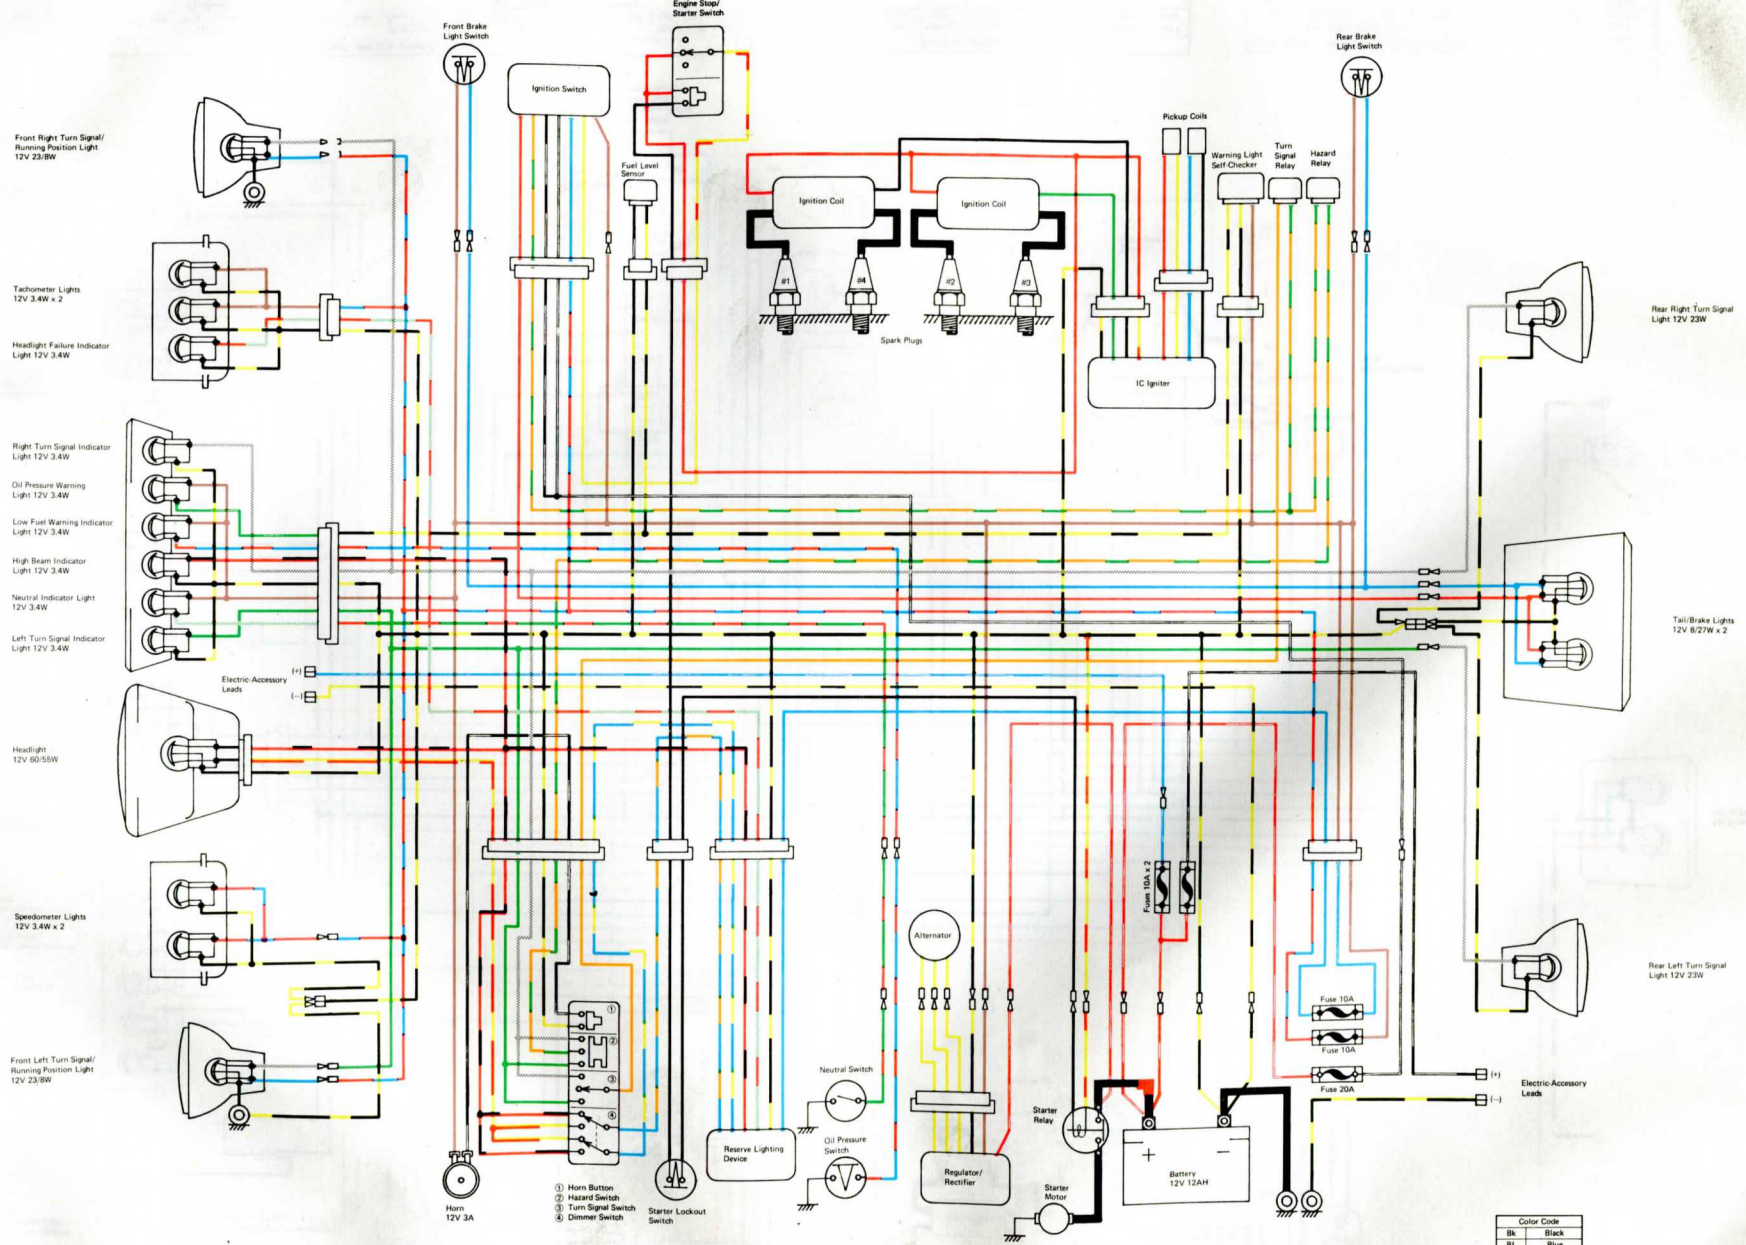 Engine Stop/
Starter Switch
Front Brake
Light Switch
Rear Brake
Light Switch
Ignition Switch
Front Right Turn Signal/
Running Position Light
12V 23/8W
Fuel Level
Sensor
Pickup Coils
Warning Light
Self-Checker
Turn
Signal
Relay
Hazard
Relay
Ignition Coil
Ignition Coil
#1
#4
#2
#3
Spark Plugs
IC Igniter
Tachometer Lights
12V 3.4W x 2
Headlight Failure Indicator
Light 12V 3.4W
Rear Right Turn Signal
Light 12V 23W
Right Turn Signal Indicator
Light 12V 3.4W
Oil Pressure Warning
Light 12V 3.4W
Low Fuel Warning Indicator
Light 12V 3.4W
High Beam Indicator
Light 12V 3.4W
Neutral Indicator Light
12V 3.4W
Left Turn Signal Indicator
Light 12V 3.4W
Tail/Brake Lights
12V 8/27W x 2
(+)
Electric-Accessory
Leads
(−)
Headlight
12V 60/55W
Fuses 10A x 2
Alternator
Speedometer Lights
12V 3.4W x 2
Rear Left Turn Signal
Light 12V 23W
Fuse 10A
Fuse 10A
Fuse 20A
①
②
③
④
Front Left Turn Signal/
Running Position Light
12V 23/8W
Neutral Switch
Oil Pressure
Switch
Starter
Relay
(+)
Electric-Accessory
Leads
(−)
Reserve Lighting
Device
Regulator/
Rectifier
+
−
Battery
12V 12AH
Starter
Motor
Horn
12V 3A
① Horn Button
② Hazard Switch
③ Turn Signal Switch
④ Dimmer Switch
Starter Lockout
Switch
Color Code
Bk Black
Bl Blue